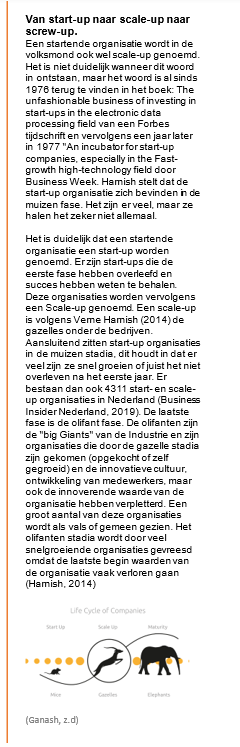 Van start-up naar scale-up naar
screw-up.
Een startende organisatie wordt in de
volksmond ook wel scale-up genoemd.
Het is niet duidelijk wanneer dit woord
in ontstaan, maar het woord is al sinds
1976 terug te vinden in het boek: The
unfashionable business of investing in
start-ups in the electronic data
processing field van een Forbes
tijdschrift en vervolgens een jaar later
in 1977 "An incubator for start-up
companies, especially in the Fast-
growth high-technology field door
Business Week. Harnish stelt dat de
start-up organisatie zich bevinden in de
muizen fase. Het zijn er veel, maar ze
halen het zeker niet allemaal.
Het is duidelijk dat een startende
organisatie een start-up worden
genoemd. Er zijn start-ups die de
eerste fase hebben overleefd en
succes hebben weten te behalen.
Deze organisaties worden vervolgens
een Scale-up genoemd. Een scale-up
is volgens Verne Harnish (2014) de
gazelles onder de bedrijven.
Aansluitend zitten start-up organisaties
in de muizen stadia, dit houdt in dat er
veel zijn ze snel groeien of juist het niet
overleven na het eerste jaar. Er
bestaan dan ook 4311 start- en scale-
up organisaties in Nederland (Business
Insider Nederland, 2019). De laatste
fase is de olifant fase. De olifanten zijn
de "big Giants" van de Industrie en zijn
organisaties die door de gazelle stadia
zijn gekomen (opgekocht of zelf
gegroeid) en de innovatieve cultuur,
ontwikkeling van medewerkers, maar
ook de innoverende waarde van de
organisatie hebben verpletterd. Een
groot aantal van deze organisaties
wordt als vals of gemeen gezien. Het
olifanten stadia wordt door veel
snelgroeiende organisaties gevreesd
omdat de laatste begin waarden van
de organisatie vaak verloren gaan
(Harnish, 2014)
Life Cycle of Companies
Start Up Scale Up Maturity
Mice Gazelles Elephants
(Ganash, z.d)